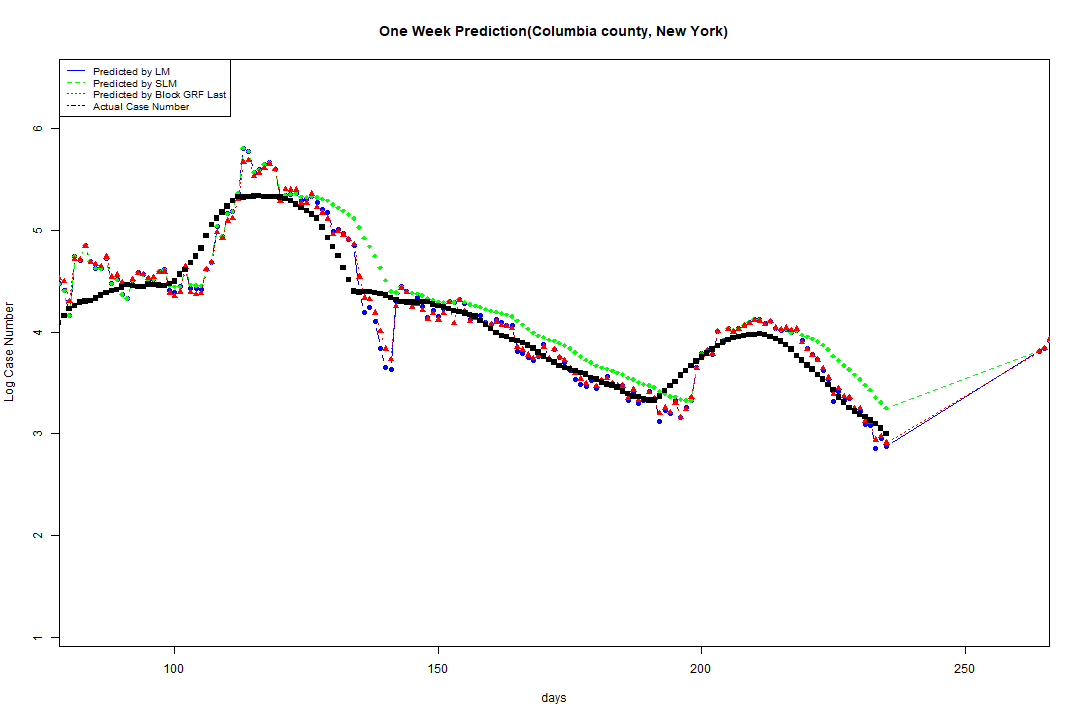 One Week Prediction(Columbia county, New York)
Predicted by LM
Predicted by SLM
Predicted by Block GRF Last
Actual Case Number
6
5
4
3
2
1
Log Case Number
100 150 200 250
days